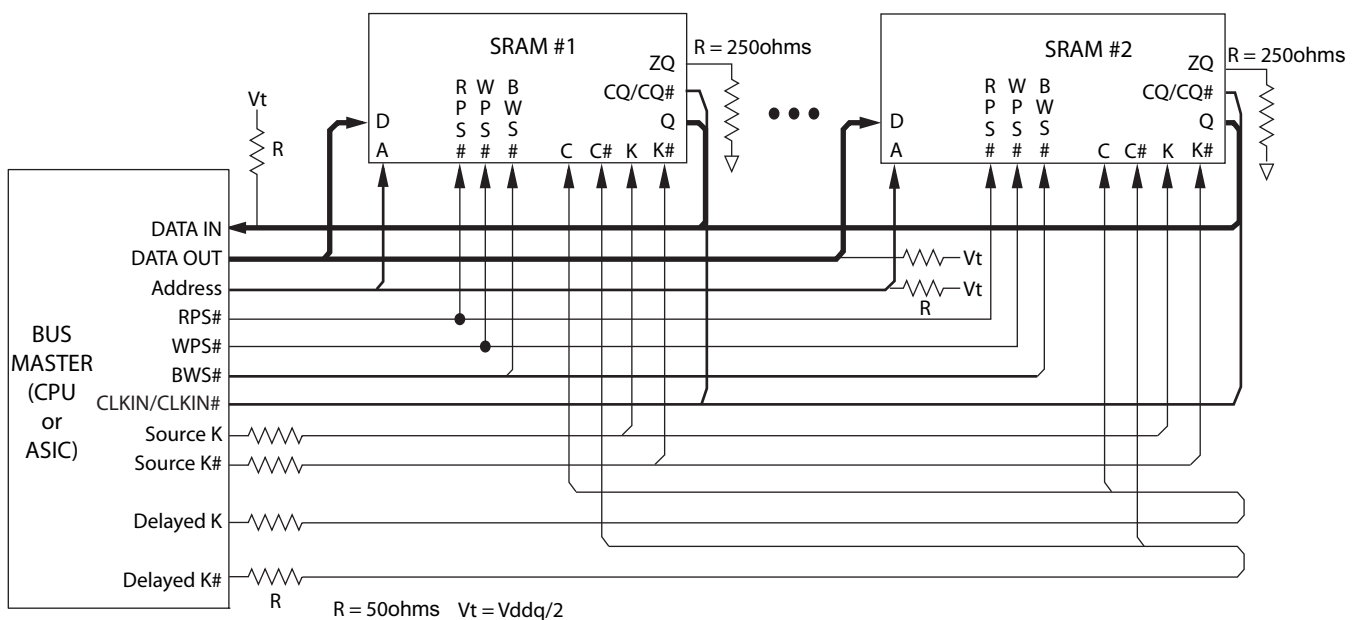 SRAM #1
R = 250ohms
ZQ
CQ/CQ#
Q
D
A
RPS#
WPS#
BWS#
C
C#
K
K#
SRAM #2
R = 250ohms
ZQ
CQ/CQ#
Q
D
A
RPS#
WPS#
BWS#
C
C#
K
K#
Vt
R
DATA IN
DATA OUT
Vt
Address
Vt
R
RPS#
WPS#
BWS#
CLKIN/CLKIN#
Source K
Source K#
Delayed K
Delayed K#
BUS
MASTER
(CPU
or
ASIC)
R
R = 50ohms Vt = Vddq/2